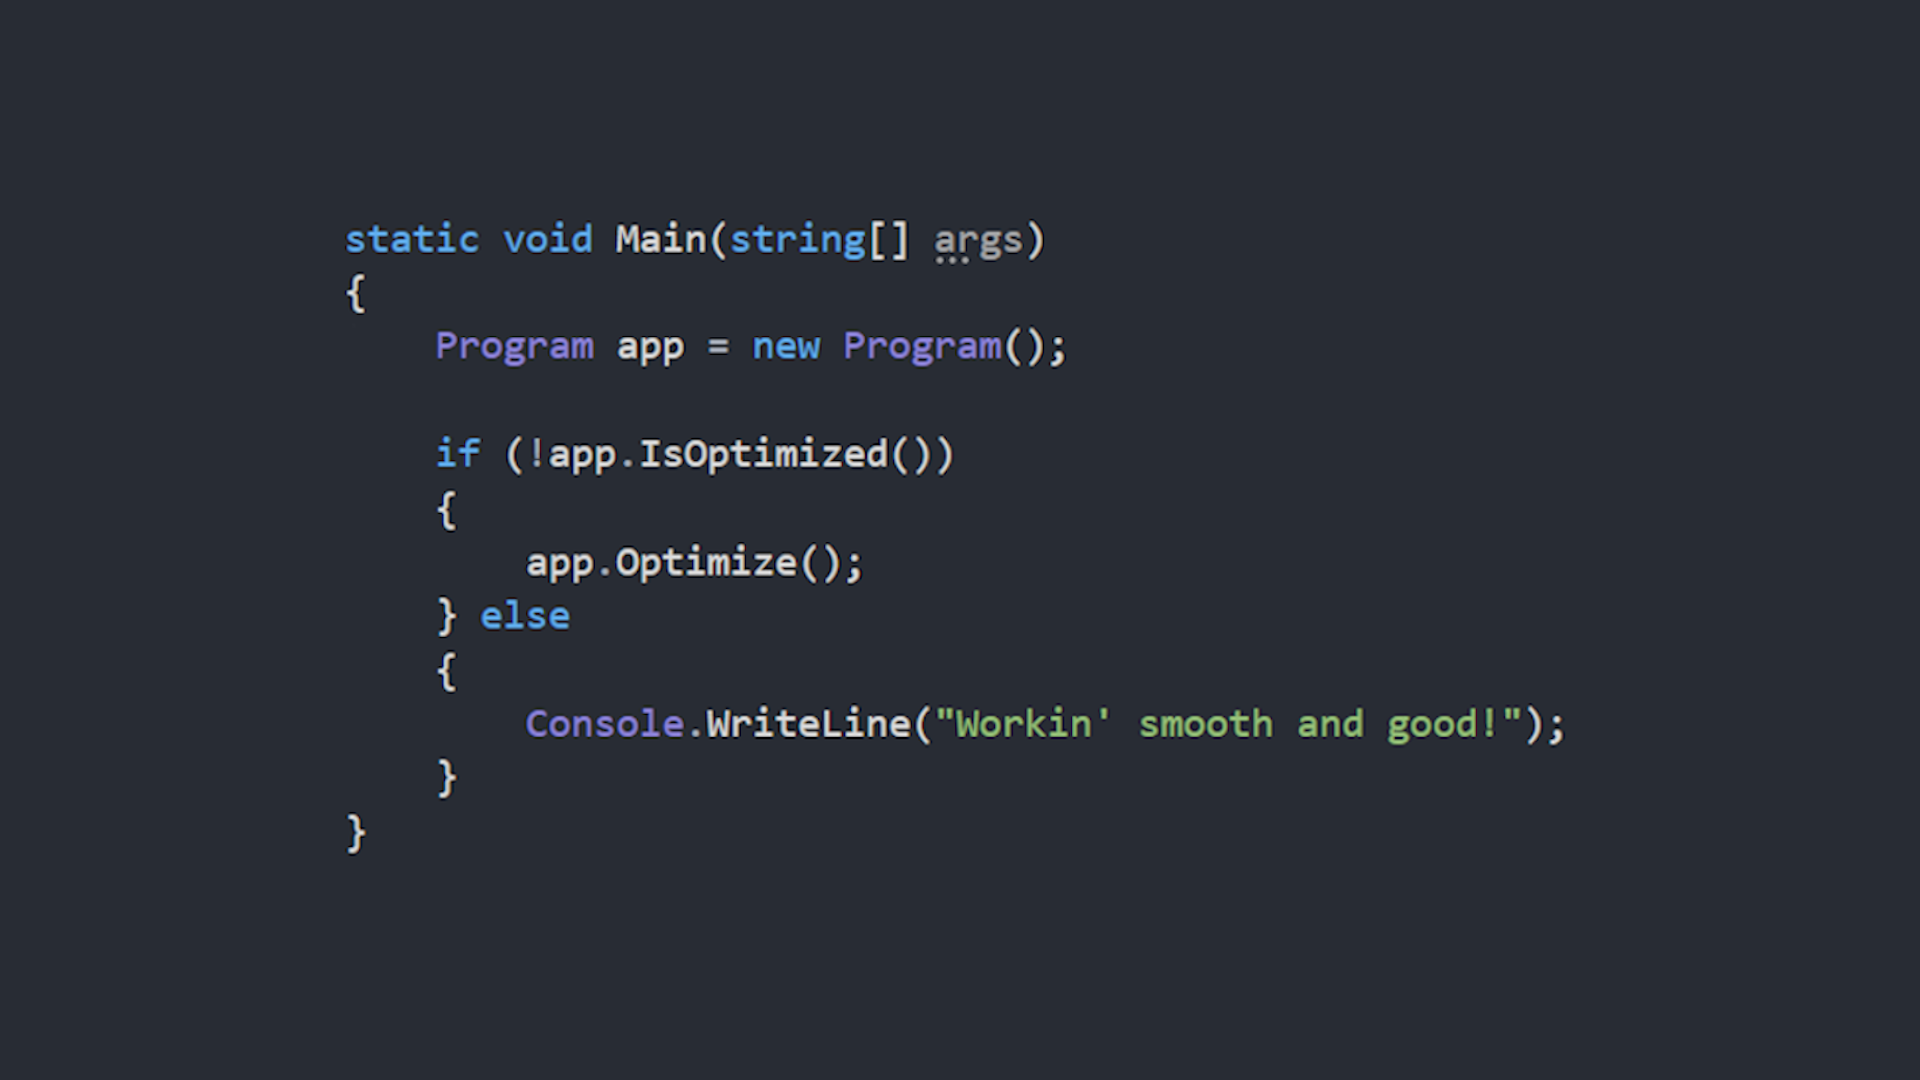 static void Main(string[] args)
{
    Program app = new Program();

    if (!app.IsOptimized())
    {
        app.Optimize();
    } else
    {
        Console.WriteLine("Workin' smooth and good!");
    }
}